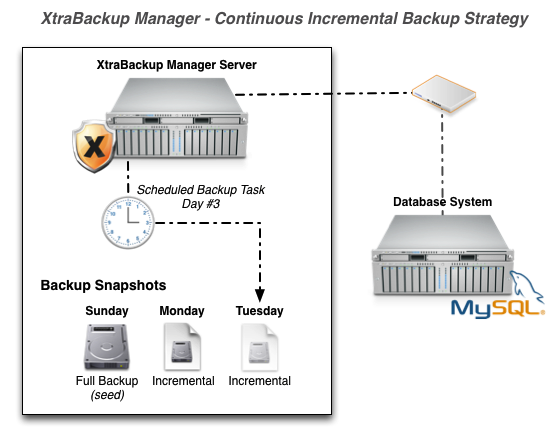 XtraBackup Manager - Continuous Incremental Backup Strategy
XtraBackup Manager Server
X
Scheduled Backup Task
Day #3
12
Database System
MySQL®
Backup Snapshots
Sunday Monday Tuesday
Full Backup Incremental Incremental
(seed)